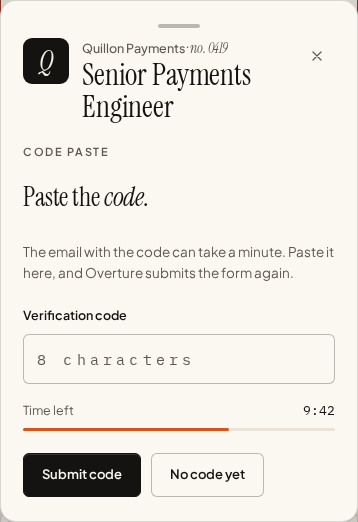 Q
Quillon Payments · no. 0419
Senior Payments
Engineer
CODE PASTE
Paste the code.
The email with the code can take a minute. Paste it
here, and Overture submits the form again.
Verification code
8 characters
Time left 9:42
Submit code No code yet